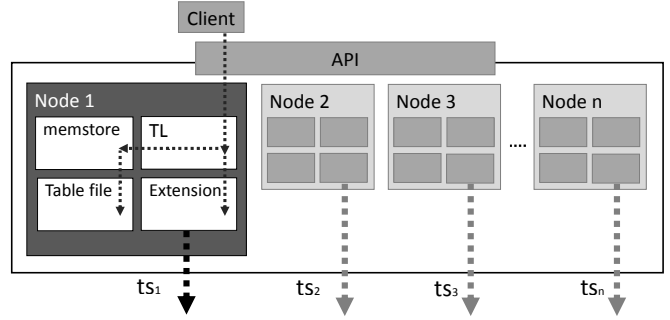 Client
API
Node 1
memstore
TL
Table file
Extension
Node 2
Node 3
....
Node n
ts1
ts2
ts3
tsn